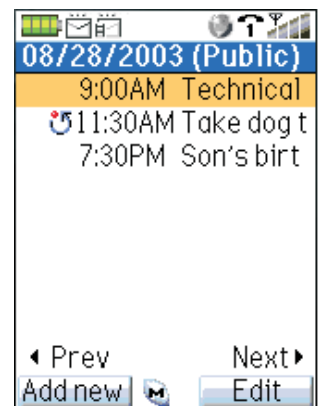 08/28/2003 (Public)
9:00AM Technical
11:30AM Take dog t
7:30PM Son's birt
Prev Next
Add new M Edit